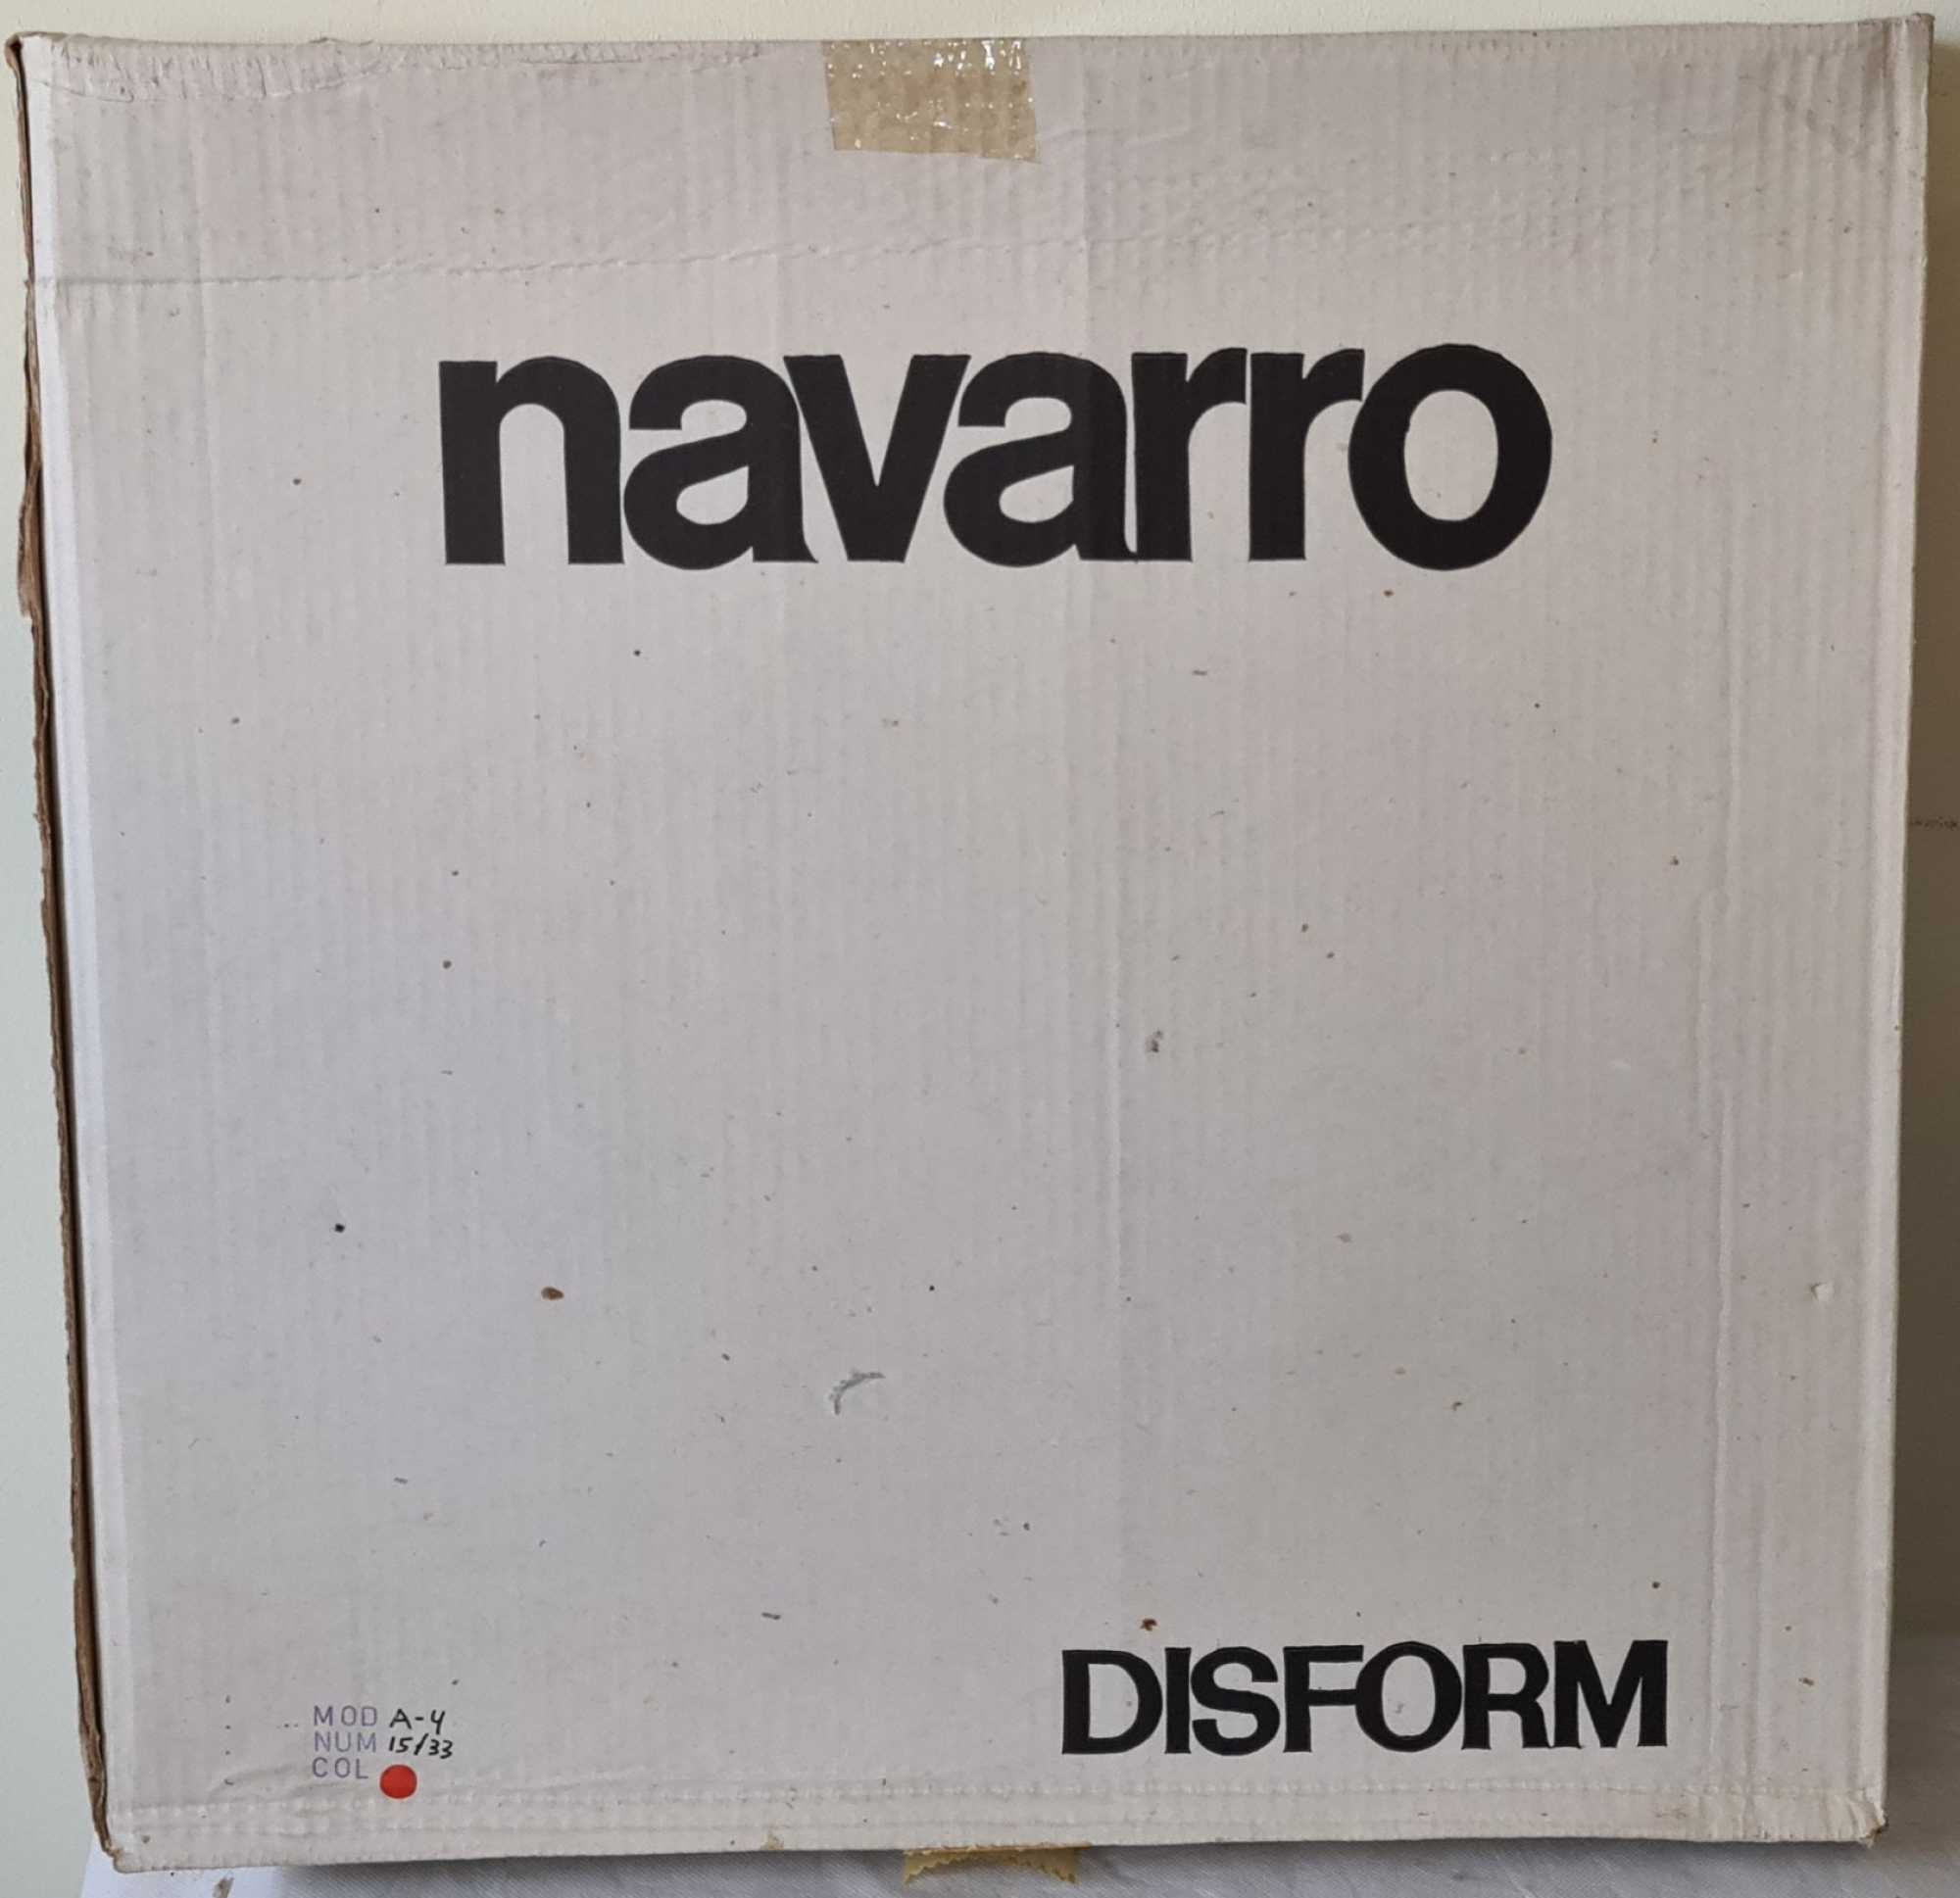 navarro
DISFORM
MOD A-4
NUM 15/33
COL